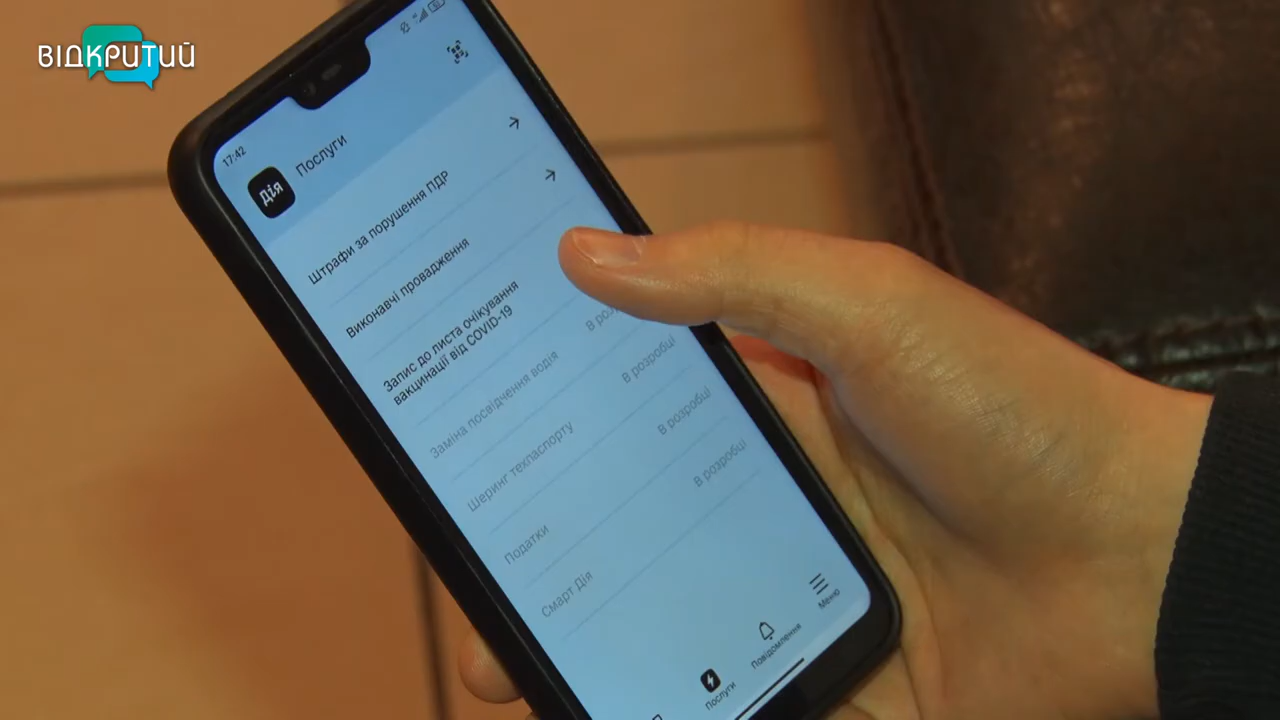 ВІДКРИТИЙ
17:42
Дія
Послуги
Штрафи за порушення ПДР
Виконавчі провадження
Запис до листа очікування
вакцинації від COVID-19
Заміна посвідчення водія
В роз
Шеринг техпаспорту
В розробці
Податки
В розробці
Смарт Дія
В розробці
Послуги
Повідомлення
Меню